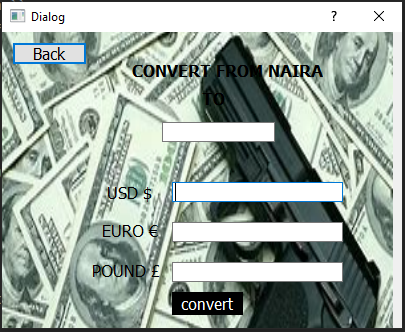 Dialog
?
Back
CONVERT FROM NAIRA
TO
USD $
EURO €
POUND £
convert